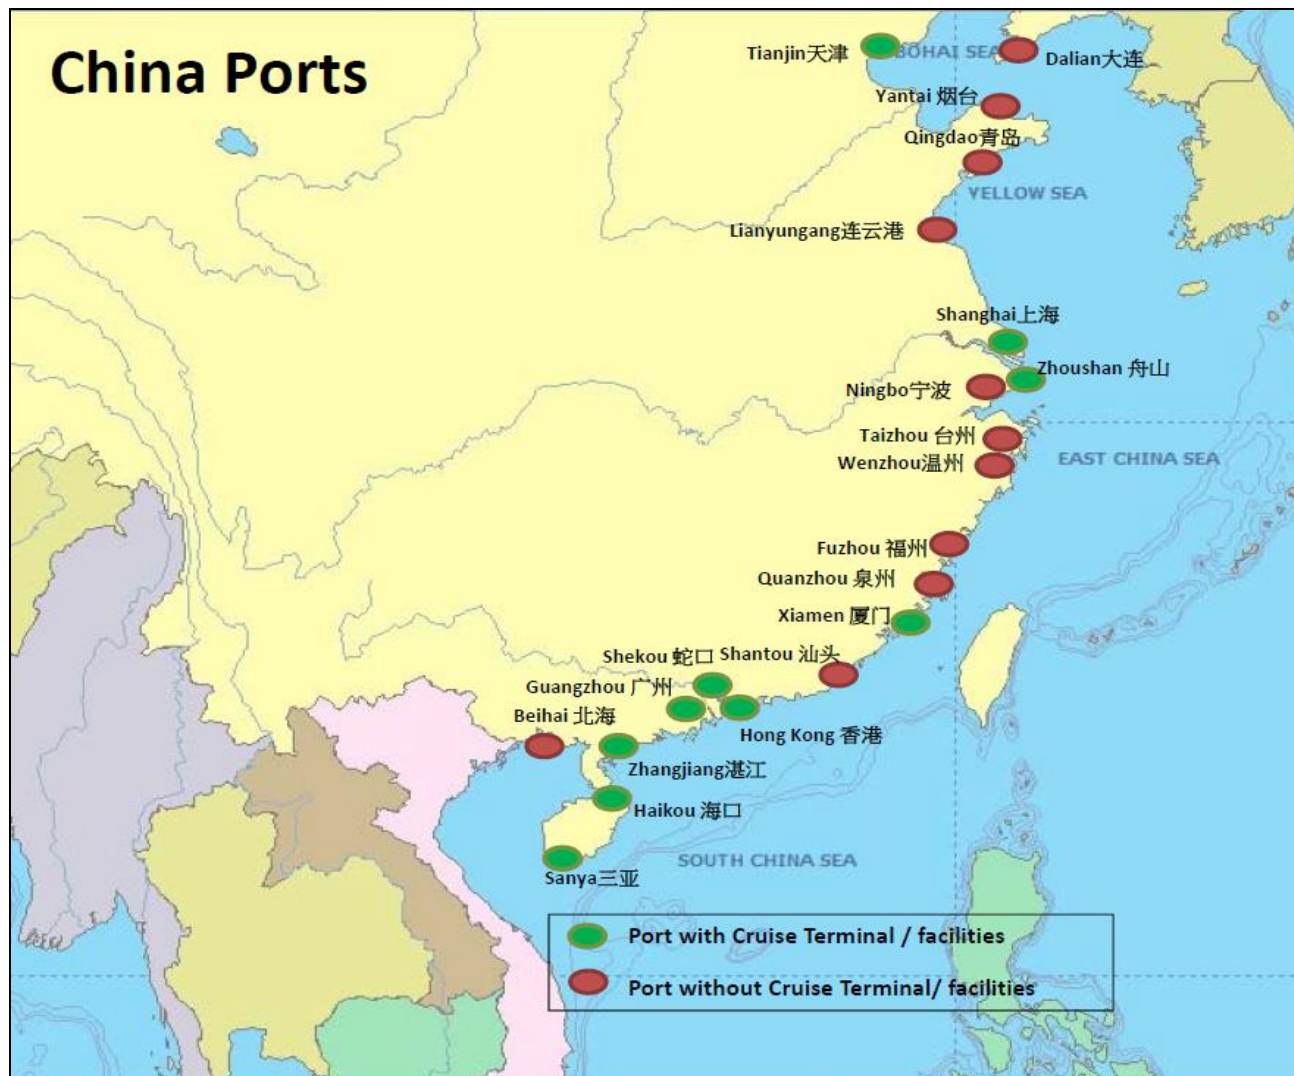 China Ports
Tianjin天津
BOHAI SEA
Dalian大连
Yantai 烟台
Qingdao青岛
YELLOW SEA
Lianyungang连云港
Shanghai上海
Zhoushan 舟山
Ningbo宁波
Taizhou 台州
Wenzhou温州
EAST CHINA SEA
Fuzhou 福州
Quanzhou 泉州
Xiamen 厦门
Shekou 蛇口
Shantou 汕头
Guangzhou 广州
Beihai 北海
Hong Kong 香港
Zhangjiang湛江
Haikou 海口
SOUTH CHINA SEA
Sanya三亚
Port with Cruise Terminal / facilities
Port without Cruise Terminal/ facilities